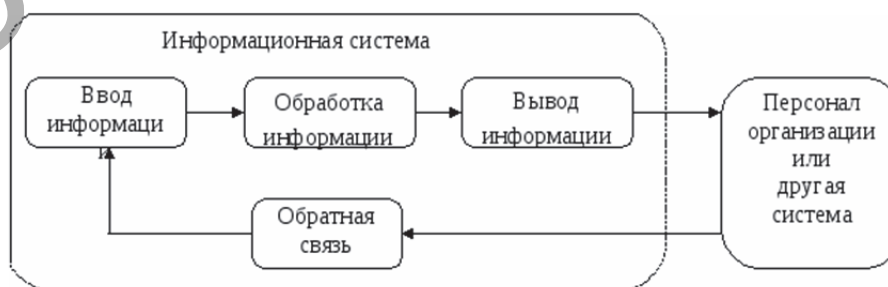 Информационная система
Ввод
информаци
и
Обработка
информации
Вывод
информации
Персонал
организации
или
другая
система
Обратная
связь